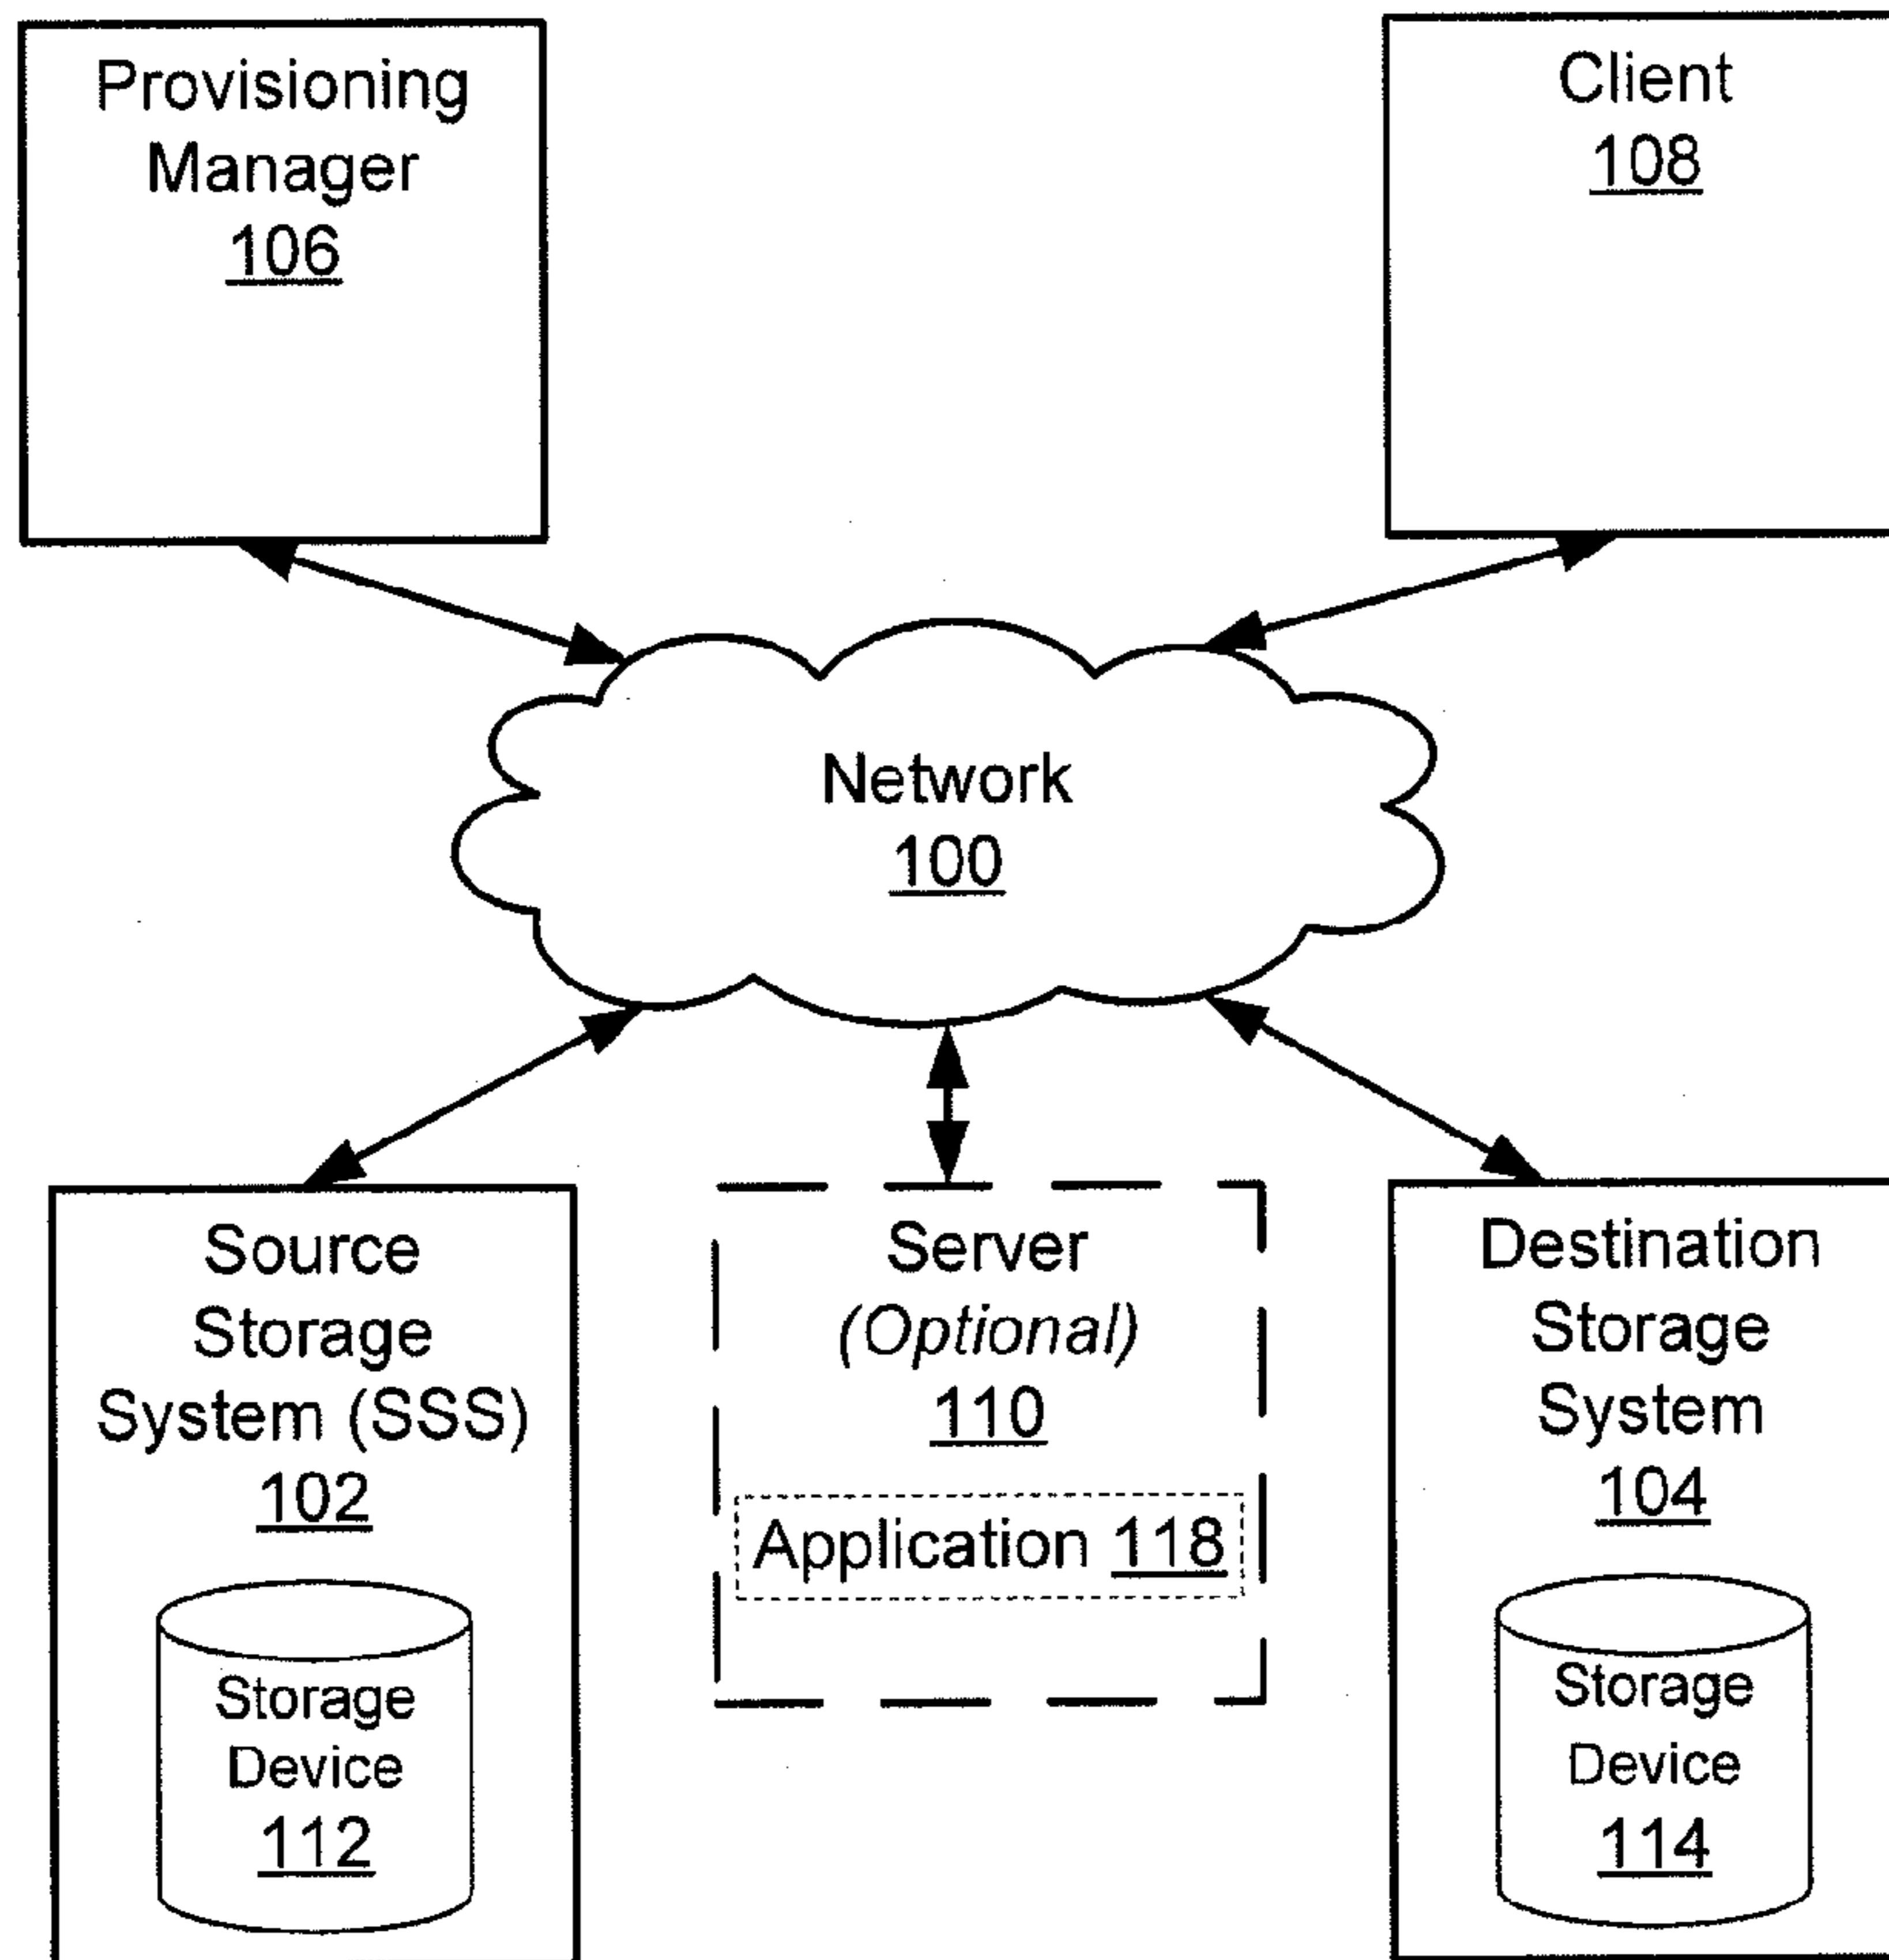 Provisioning
Manager
106
Client
108
Network
100
Source
Storage
System (SSS)
102
Storage
Device
112
Server
(Optional)
110
Application 118
Destination
Storage
System
104
Storage
Device
114